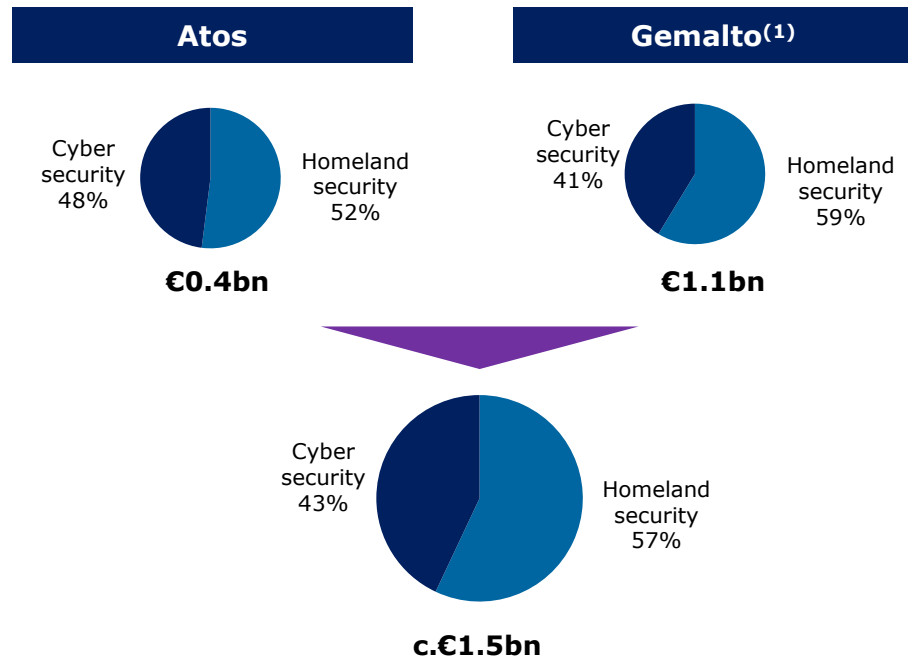 Atos
Gemalto(1)
Cyber
security
48%
Homeland
security
52%
€0.4bn
Cyber
security
41%
Homeland
security
59%
€1.1bn
Cyber
security
43%
Homeland
security
57%
c.€1.5bn